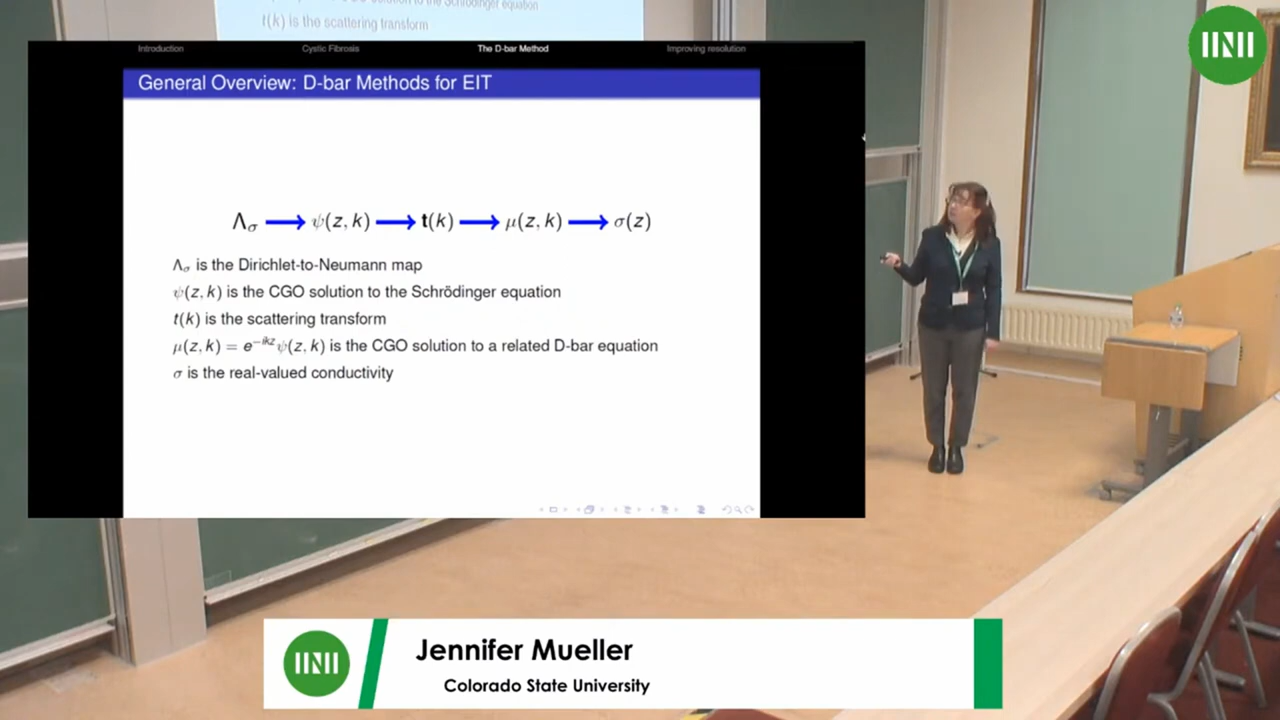 t(k) is the scattering transform
Introduction Cystic Fibrosis The D-bar Method Improving resolution
General Overview: D-bar Methods for EIT
Λσ → ψ(z, k) → t(k) → μ(z, k) → σ(z)
Λσ is the Dirichlet-to-Neumann map
ψ(z, k) is the CGO solution to the Schrödinger equation
t(k) is the scattering transform
μ(z, k) = e^{-ikz}ψ(z, k) is the CGO solution to a related D-bar equation
σ is the real-valued conductivity
Jennifer Mueller
Colorado State University